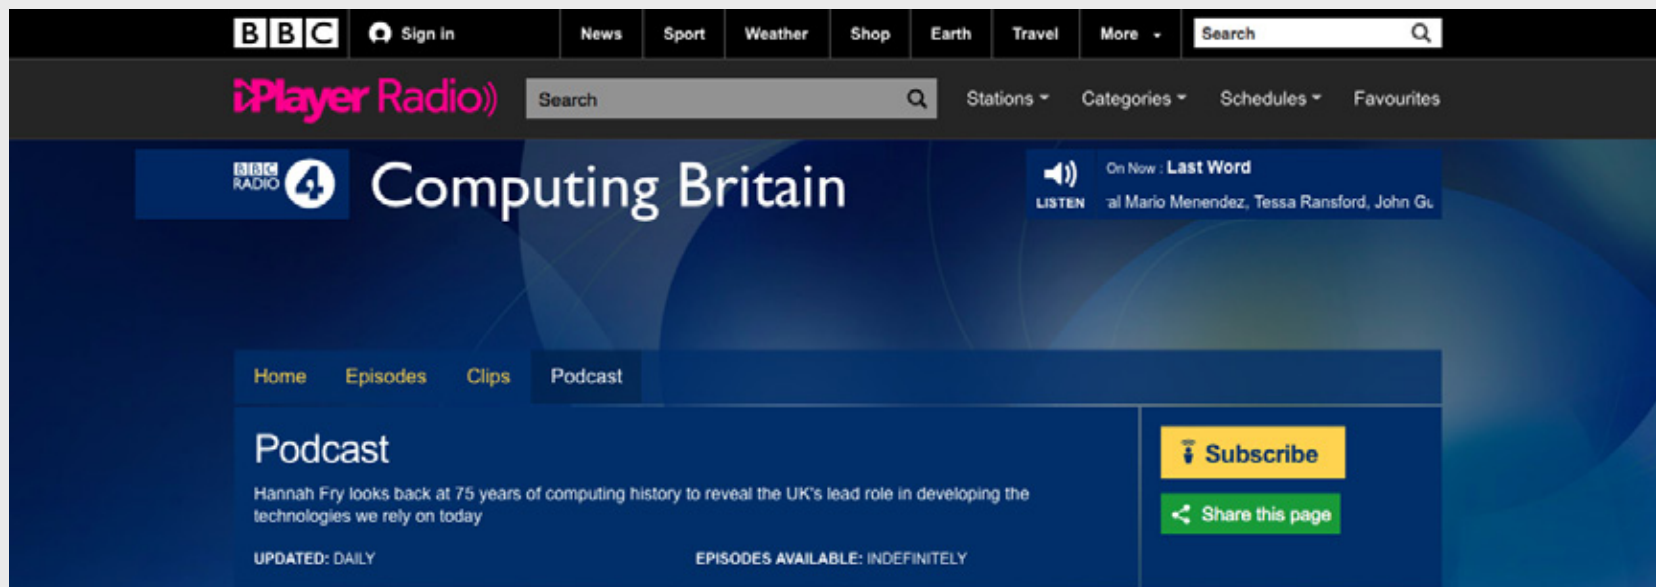 BBC Sign in News Sport Weather Shop Earth Travel More Search
iPlayer Radio Search Stations Categories Schedules Favourites
BBC RADIO 4 Computing Britain
On Now : Last Word
LISTEN al Mario Menendez, Tessa Ransford, John Gu
Home Episodes Clips Podcast
Podcast
Subscribe
Hannah Fry looks back at 75 years of computing history to reveal the UK's lead role in developing the
technologies we rely on today
Share this page
UPDATED: DAILY EPISODES AVAILABLE: INDEFINITELY